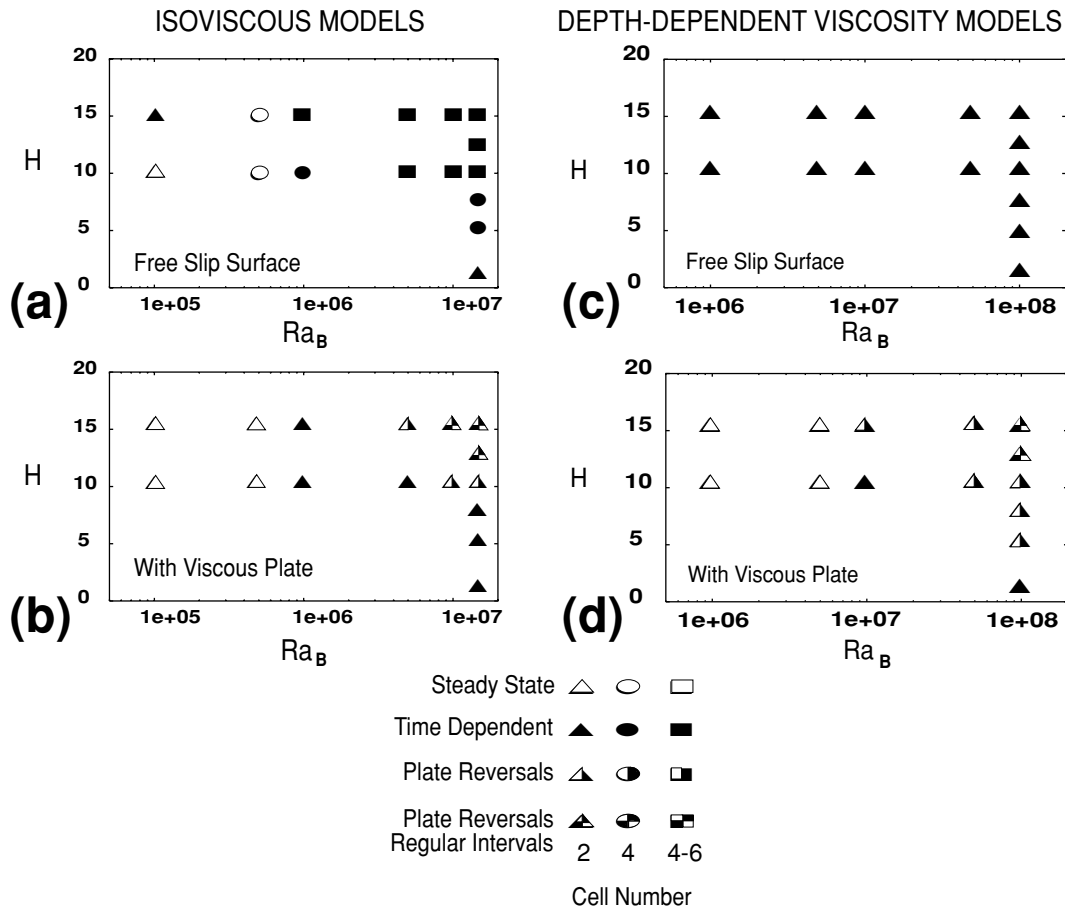 ISOVISCOUS MODELS
DEPTH-DEPENDENT VISCOSITY MODELS
20
15
H
10
5
0
Free Slip Surface
(a)
1e+05
1e+06
1e+07
Ra B
20
15
H
10
5
0
Free Slip Surface
(c)
1e+06
1e+07
1e+08
Ra B
20
15
H
10
5
0
With Viscous Plate
(b)
1e+05
1e+06
1e+07
Ra B
20
15
H
10
5
0
With Viscous Plate
(d)
1e+06
1e+07
1e+08
Ra B
Steady State
Time Dependent
Plate Reversals
Plate Reversals
Regular Intervals
2 4 4-6
Cell Number